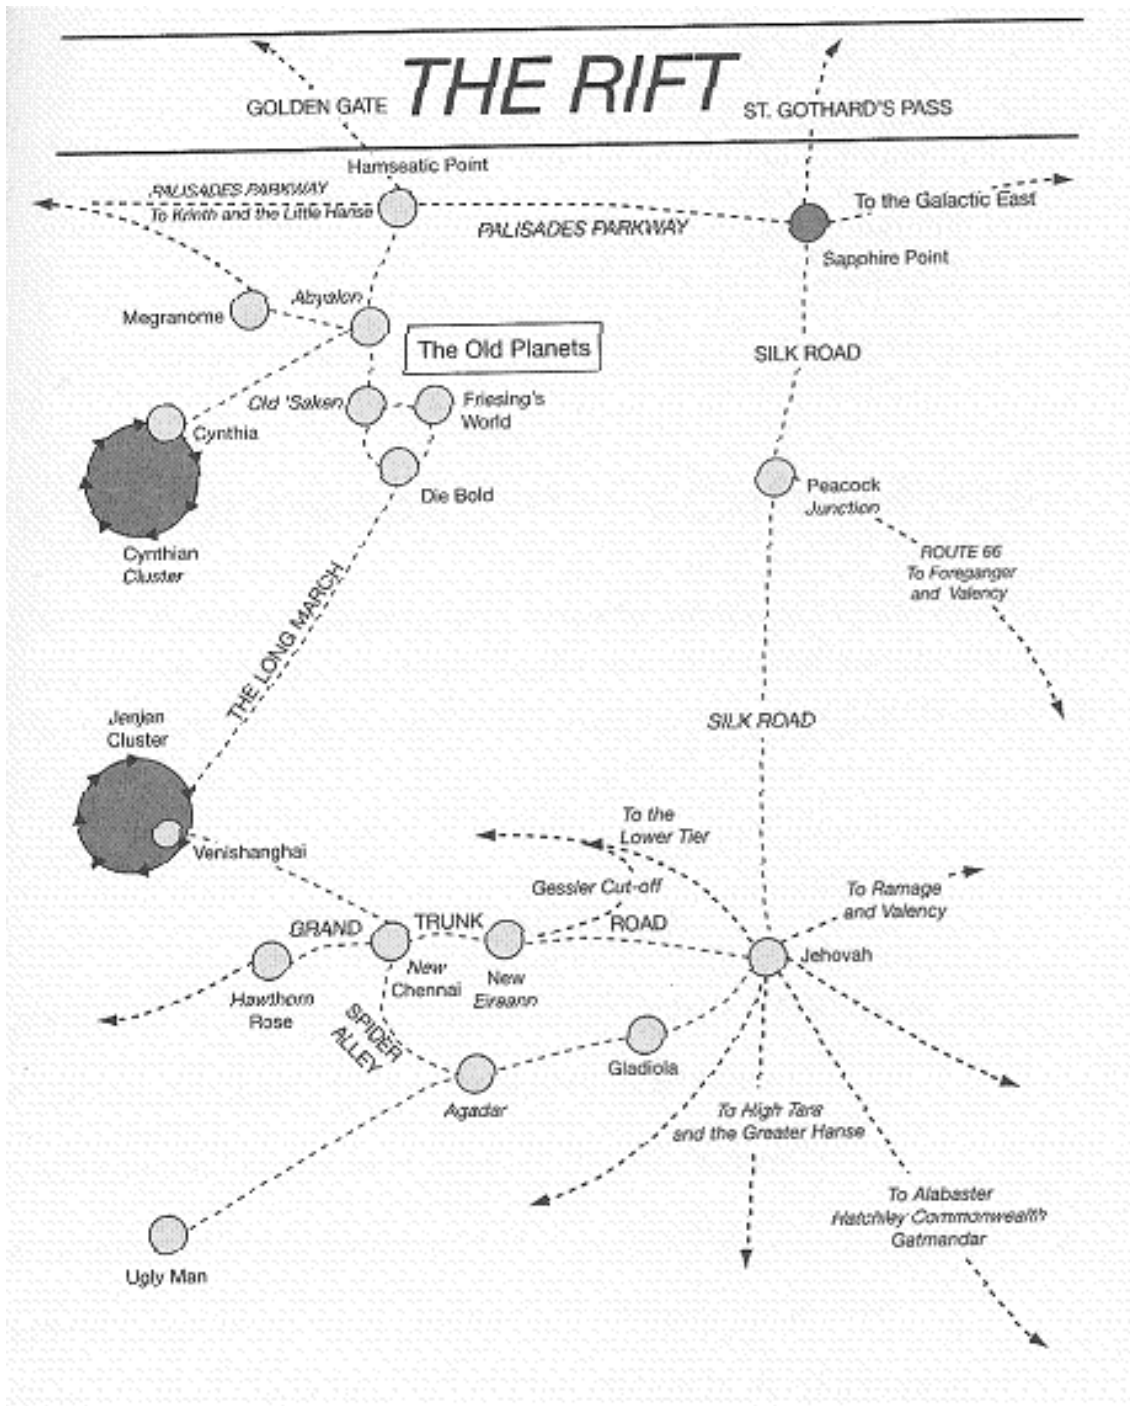 THE RIFT
GOLDEN GATE
ST. GOTHARD'S PASS
Hamseatic Point
PALISADES PARKWAY
To Krinth and the Little Hanse
PALISADES PARKWAY
To the Galactic East
Sapphire Point
Megranome
Abyalon
The Old Planets
SILK ROAD
Old 'Saken
Friesing's
World
Cynthia
Die Bold
Peacock
Junction
Cynthian
Cluster
ROUTE 66
To Foreganger
and Valency
THE LONG MARCH
Jenjen
Cluster
SILK ROAD
To the
Lower Tier
Venishanghai
Gessler Cut-off
To Ramage
and Valency
GRAND
TRUNK
ROAD
Jehovah
Hawthorn
Rose
New
Chennai
New
Eireann
SPIDER
ALLEY
Gladiola
Agadar
To High Tara
and the Greater Hanse
To Alabaster
Hatchley Commonwealth
Gatmandar
Ugly Man